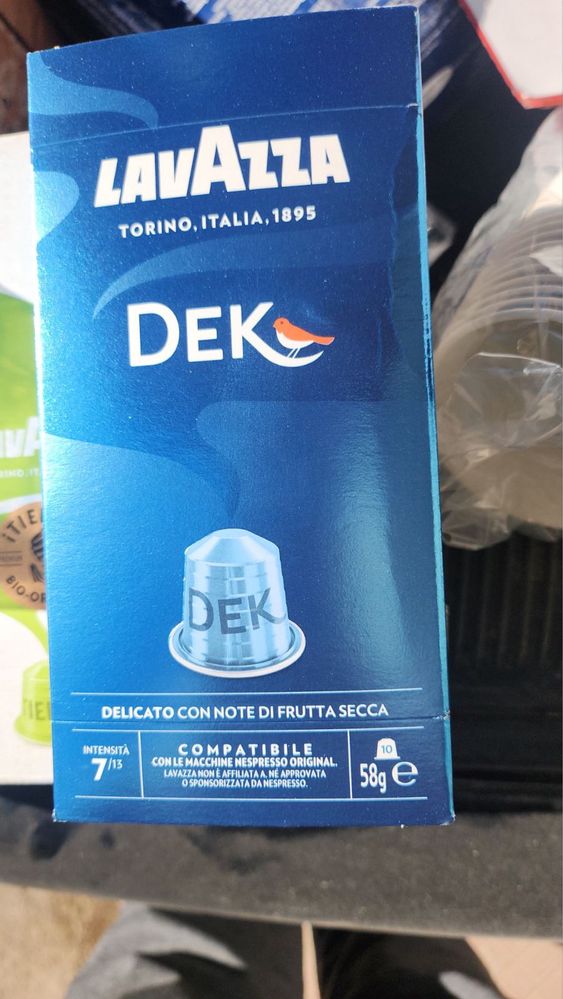 LAVAZZA
TORINO, ITALIA, 1895
DEK
DEK
DELICATO CON NOTE DI FRUTTA SECCA
INTENSITÀ
7/13
COMPATIBILE
CON LE MACCHINE NESPRESSO ORIGINAL.
LAVAZZA NON È AFFILIATA A, NÉ APPROVATA
O SPONSORIZZATA DA NESPRESSO.
10
58g ℮